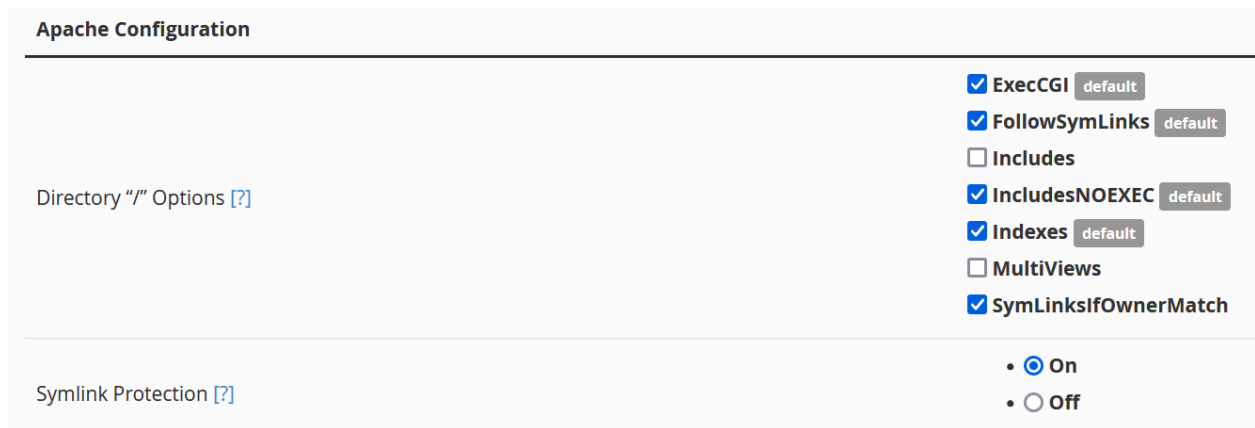 Apache Configuration
ExecCGI default
FollowSymLinks default
Includes
Directory “/” Options [?]
IncludesNOEXEC default
Indexes default
MultiViews
SymLinksIfOwnerMatch
Symlink Protection [?]
On
Off